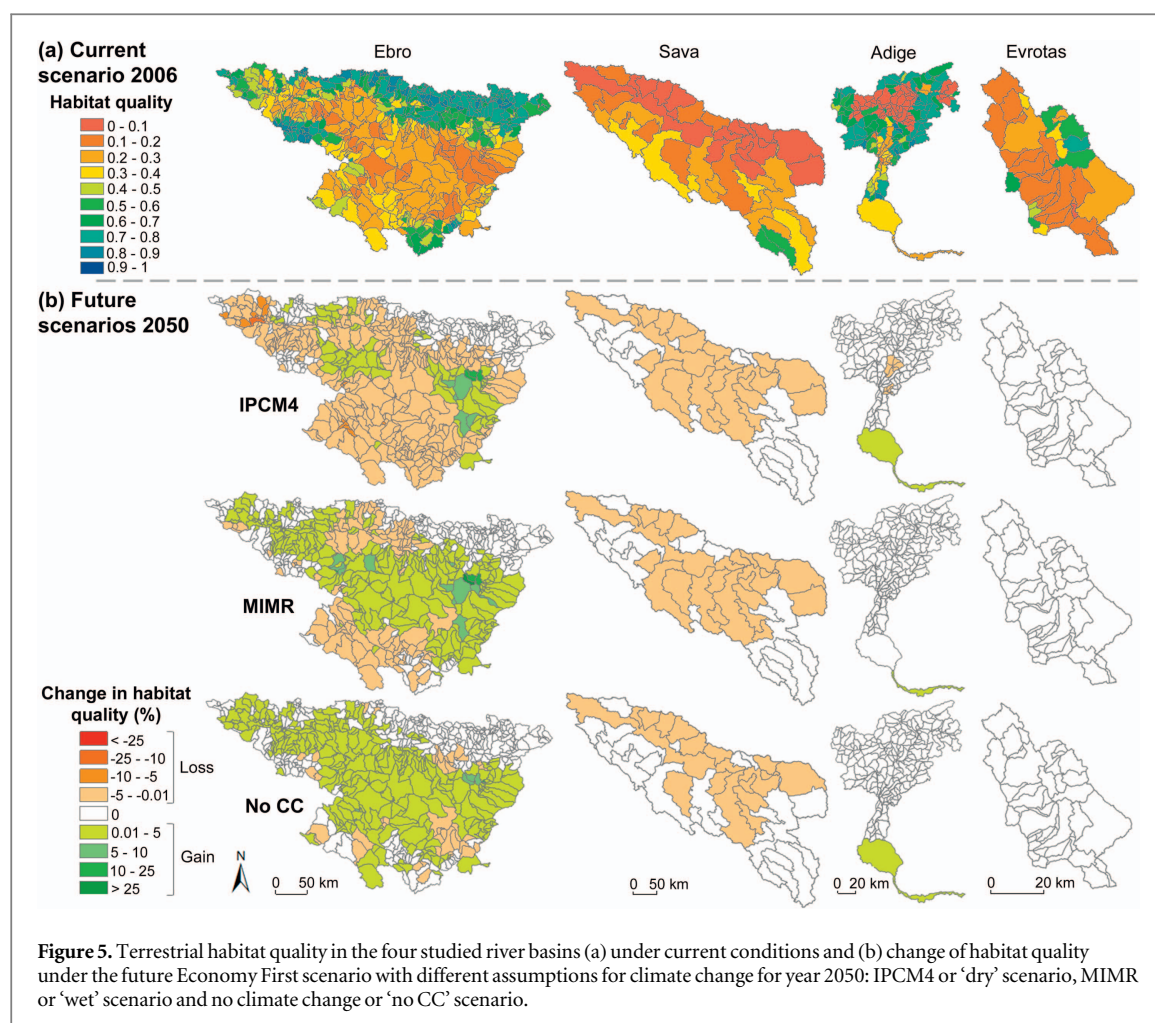 (a) Current
scenario 2006
Ebro
Sava
Adige
Evrotas
Habitat quality
0 - 0.1
0.1 - 0.2
0.2 - 0.3
0.3 - 0.4
0.4 - 0.5
0.5 - 0.6
0.6 - 0.7
0.7 - 0.8
0.8 - 0.9
0.9 - 1
(b) Future
scenarios 2050
IPCM4
MIMR
No CC
Change in habitat
quality (%)
< -25
-25 - -10
-10 - -5
-5 - -0.01
0
0.01 - 5
5 - 10
10 - 25
> 25
Loss
Gain
N
0 50 km
0 50 km
0 20 km
0 20 km
Figure 5. Terrestrial habitat quality in the four studied river basins (a) under current conditions and (b) change of habitat quality
under the future Economy First scenario with different assumptions for climate change for year 2050: IPCM4 or ‘dry’ scenario, MIMR
or ‘wet’ scenario and no climate change or ‘no CC’ scenario.